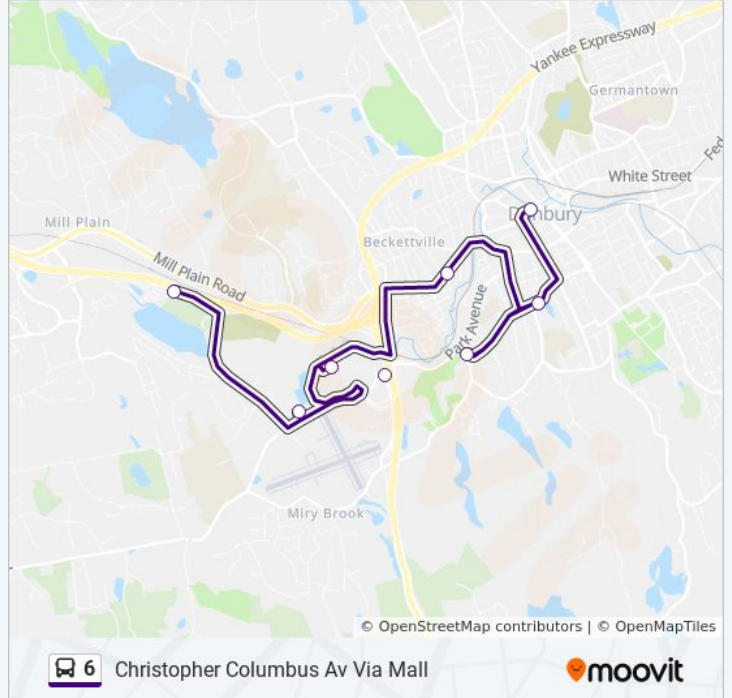 Yankee Expressway
Germantown
Fed
White Street
Danbury
Mill Plain
Beckettville
Mill Plain Road
Park Avenue
Miry Brook
© OpenStreetMap contributors | © OpenMapTiles
6 Christopher Columbus Av Via Mall
moovit